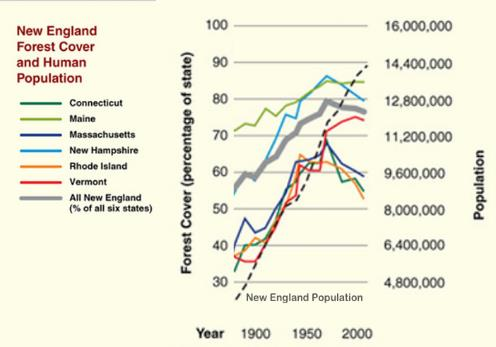 New England
Forest Cover
and Human
Population
Connecticut
Maine
Massachusetts
New Hampshire
Rhode Island
Vermont
All New England
(% of all six states)
Forest Cover (percentage of state)
100
90
80
70
60
50
40
30
16,000,000
14,400,000
12,800,000
11,200,000
9,600,000
8,000,000
6,400,000
4,800,000
Population
New England Population
Year 1900 1950 2000